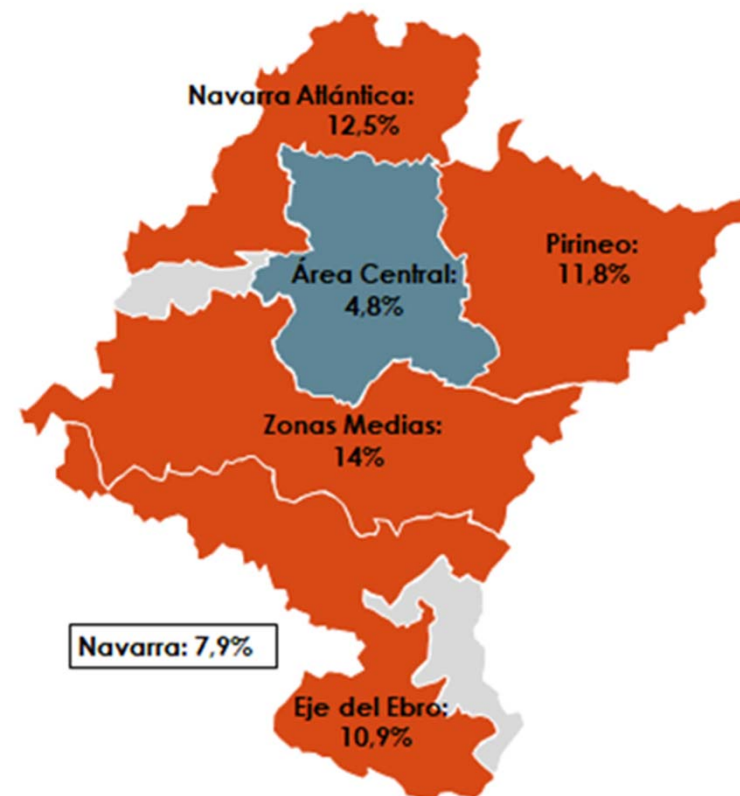 Navarra Atlántica:
12,5%
Pirineo:
11,8%
Área Central:
4,8%
Zonas Medias:
14%
Navarra: 7,9%
Eje del Ebro:
10,9%